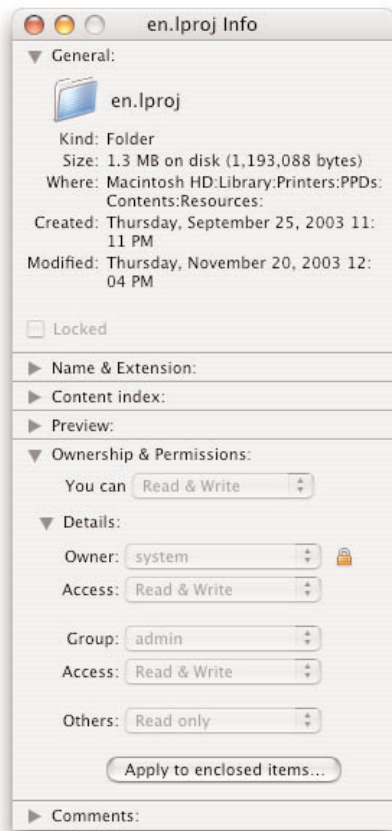 en.lproj Info
General:
en.lproj
Kind: Folder
Size: 1.3 MB on disk (1,193,088 bytes)
Where: Macintosh HD:Library:Printers:PPDs:
Contents:Resources:
Created: Thursday, September 25, 2003 11:
11 PM
Modified: Thursday, November 20, 2003 12:
04 PM
Locked
Name & Extension:
Content index:
Preview:
Ownership & Permissions:
You can Read & Write
Details:
Owner: system
Access: Read & Write
Group: admin
Access: Read & Write
Others: Read only
Apply to enclosed items...
Comments: